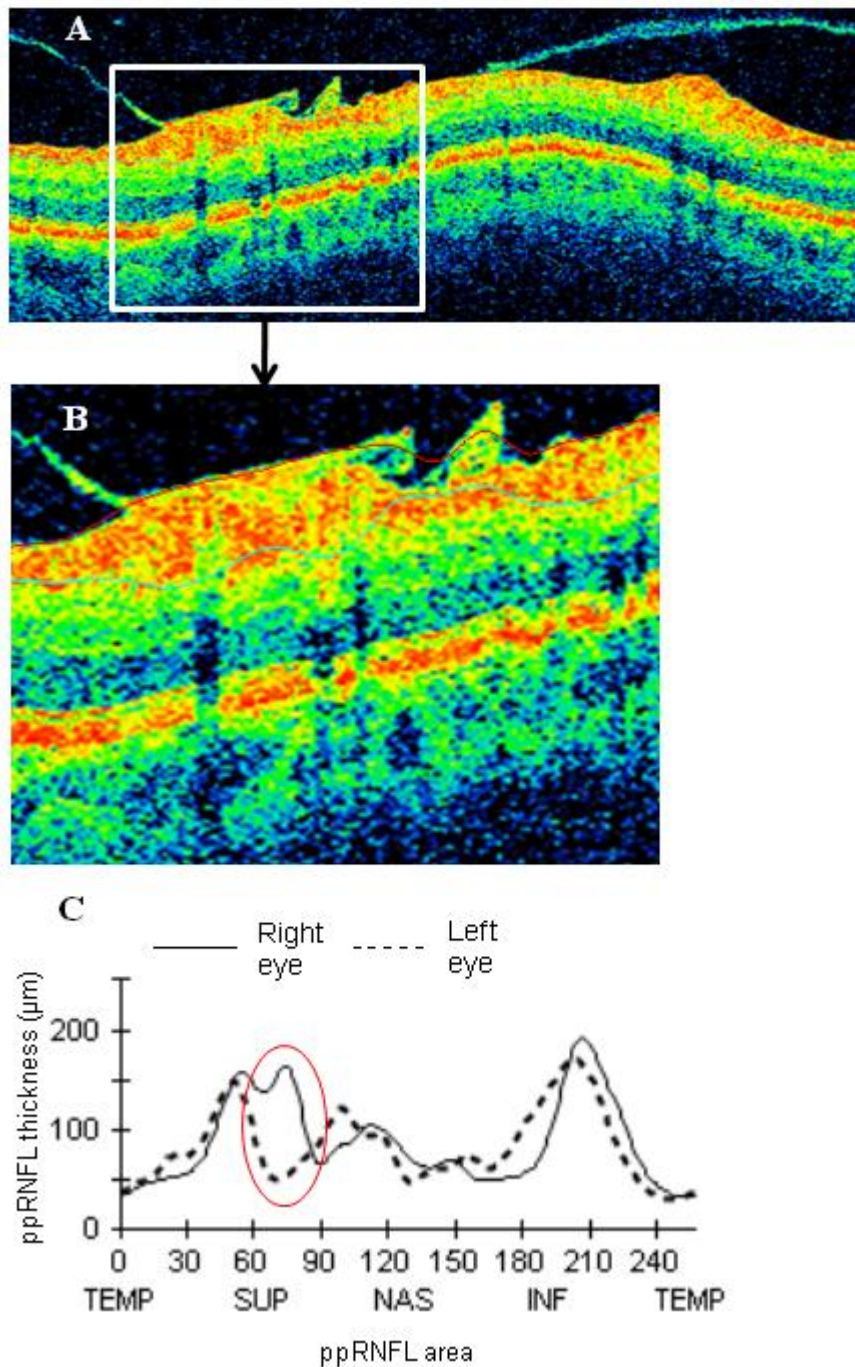 A
B
C
Right eye
Left eye
ppRNFL thickness (µm)
200
100
0
0 30 60 90 120 150 180 210 240
TEMP SUP NAS INF TEMP
ppRNFL area